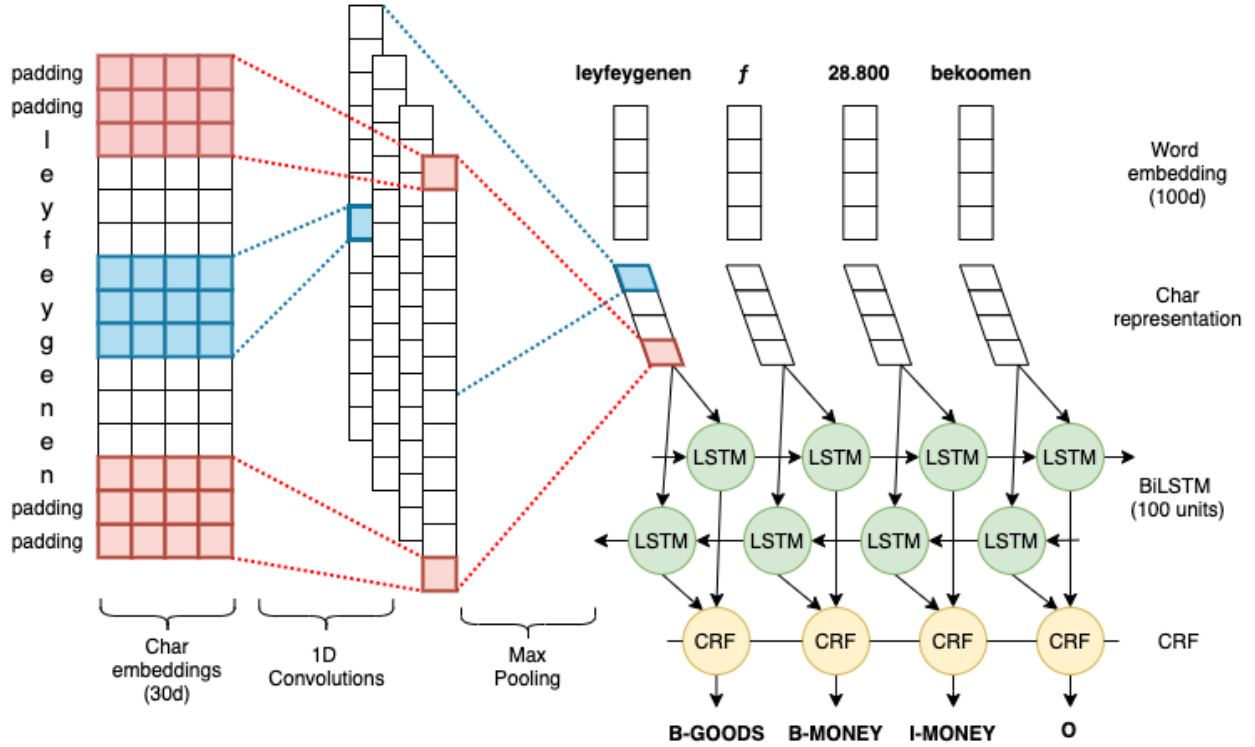 padding
padding
l
e
y
f
e
y
g
e
n
e
n
padding
padding
Char
embeddings
(30d)
1D
Convolutions
Max
Pooling
leyfeygenen ƒ 28.800 bekoomen
Word
embedding
(100d)
Char
representation
LSTM LSTM LSTM LSTM
BiLSTM
(100 units)
LSTM LSTM LSTM LSTM
CRF CRF CRF CRF CRF
B-GOODS B-MONEY I-MONEY O